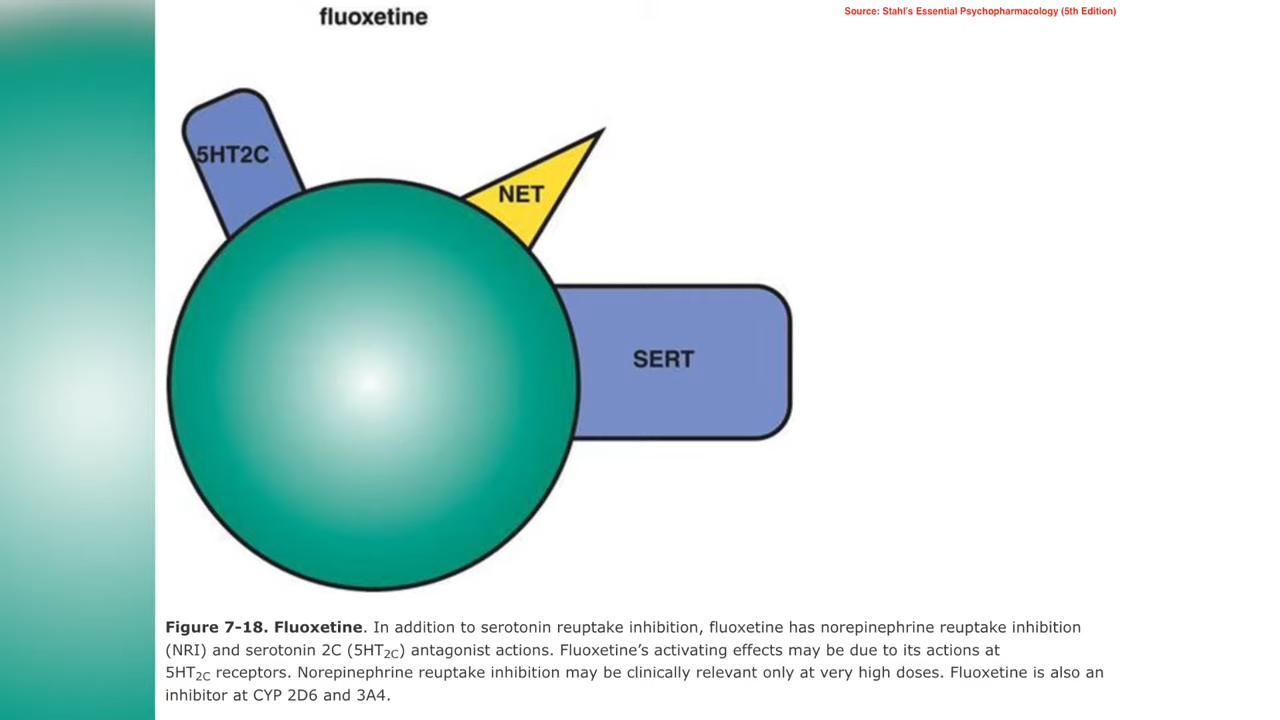 fluoxetine
Source: Stahl's Essential Psychopharmacology (5th Edition)
5HT2C
NET
SERT
Figure 7-18. Fluoxetine. In addition to serotonin reuptake inhibition, fluoxetine has norepinephrine reuptake inhibition
(NRI) and serotonin 2C (5HT2C) antagonist actions. Fluoxetine’s activating effects may be due to its actions at
5HT2C receptors. Norepinephrine reuptake inhibition may be clinically relevant only at very high doses. Fluoxetine is also an
inhibitor at CYP 2D6 and 3A4.